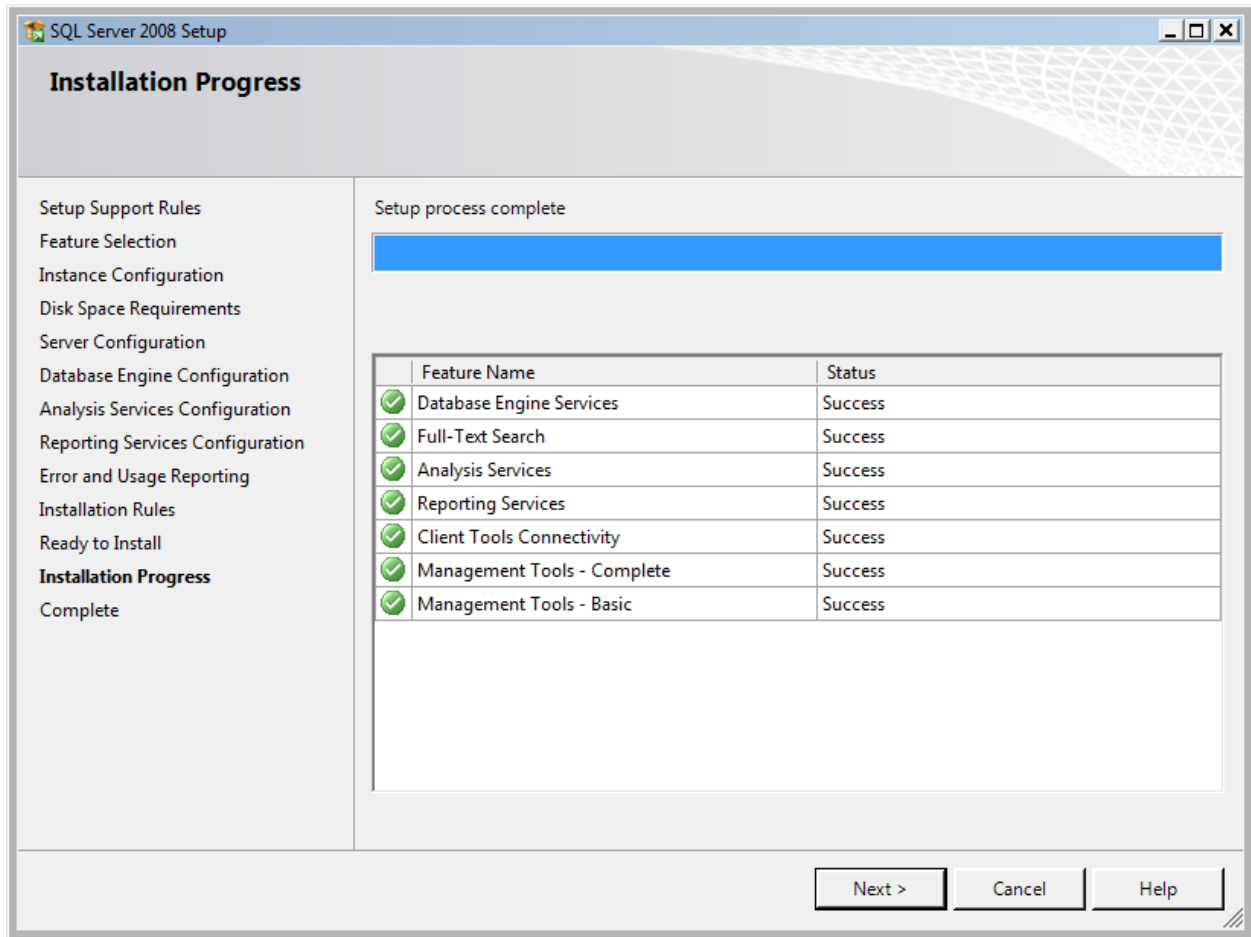 SQL Server 2008 Setup
Installation Progress
Setup Support Rules
Feature Selection
Instance Configuration
Disk Space Requirements
Server Configuration
Database Engine Configuration
Analysis Services Configuration
Reporting Services Configuration
Error and Usage Reporting
Installation Rules
Ready to Install
Installation Progress
Complete
Setup process complete
Feature Name Status
Database Engine Services Success
Full-Text Search Success
Analysis Services Success
Reporting Services Success
Client Tools Connectivity Success
Management Tools - Complete Success
Management Tools - Basic Success
Next > Cancel Help